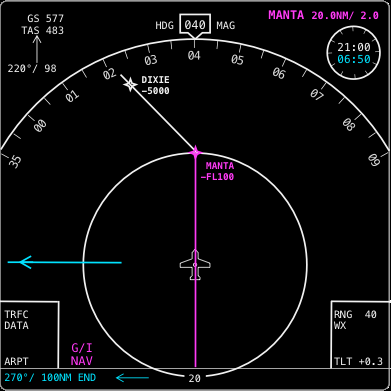 GS 577
TAS 483
220°/ 98
HDG 040 MAG
MANTA 20.0NM/ 2.0
21:00
06:50
35
00
01
02
03
04
05
06
07
08
09
DIXIE
-5000
MANTA
-FL100
TRFC
DATA
ARPT
G/I
NAV
RNG 40
WX
TLT +0.3
270°/ 100NM END
20